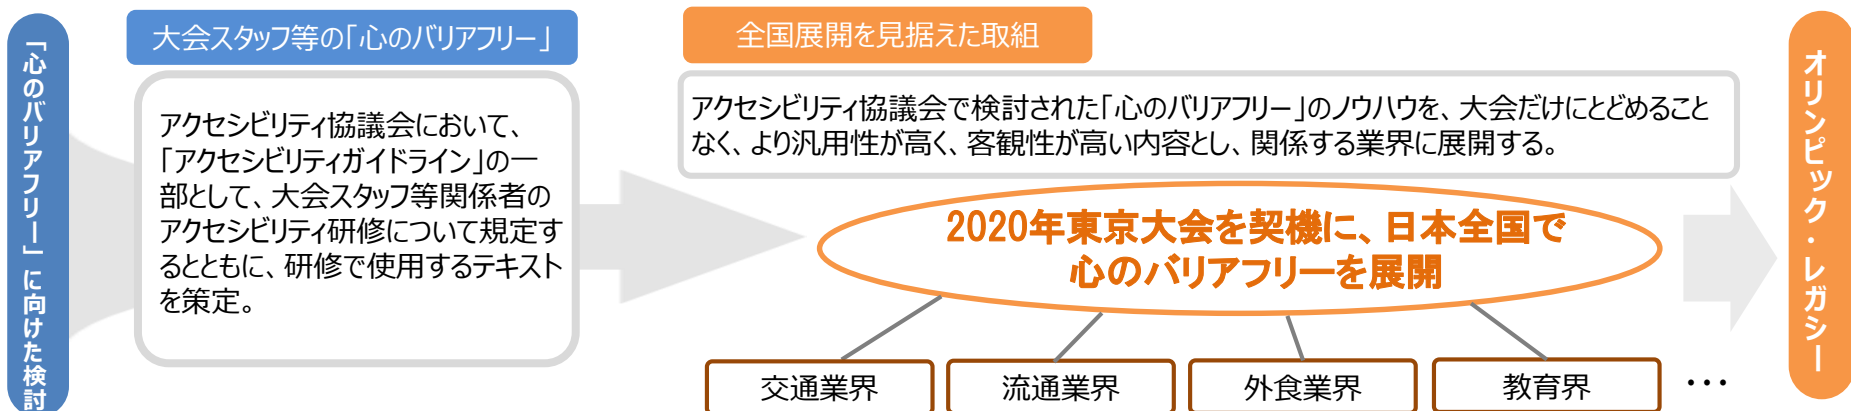 「心のバリアフリー」に向けた検討
大会スタッフ等の「心のバリアフリー」
アクセシビリティ協議会において、
「アクセシビリティガイドライン」の一
部として、大会スタッフ等関係者の
アクセシビリティ研修について規定す
るとともに、研修で使用するテキスト
を策定。
全国展開を見据えた取組
アクセシビリティ協議会で検討された「心のバリアフリー」のノウハウを、大会だけにとどめること
なく、より汎用性が高く、客観性が高い内容とし、関係する業界に展開する。
2020年東京大会を契機に、日本全国で
心のバリアフリーを展開
交通業界
流通業界
外食業界
教育界
・・・
オリンピック・レガシー